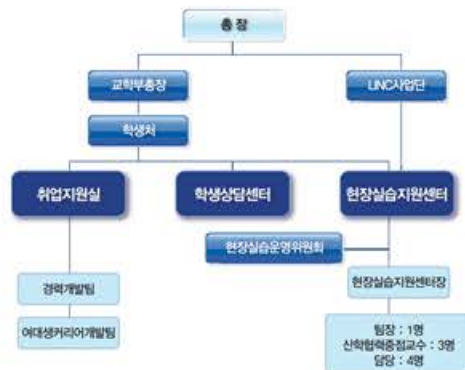 총 장
교학부총장
LINC사업단
학생처
취업지원실
학생상담센터
현장실습지원센터
현장실습운영위원회
경력개발팀
현장실습지원센터장
여대생커리어개발팀
팀장 : 1명
산학협력중점교수 : 3명
담당 : 4명